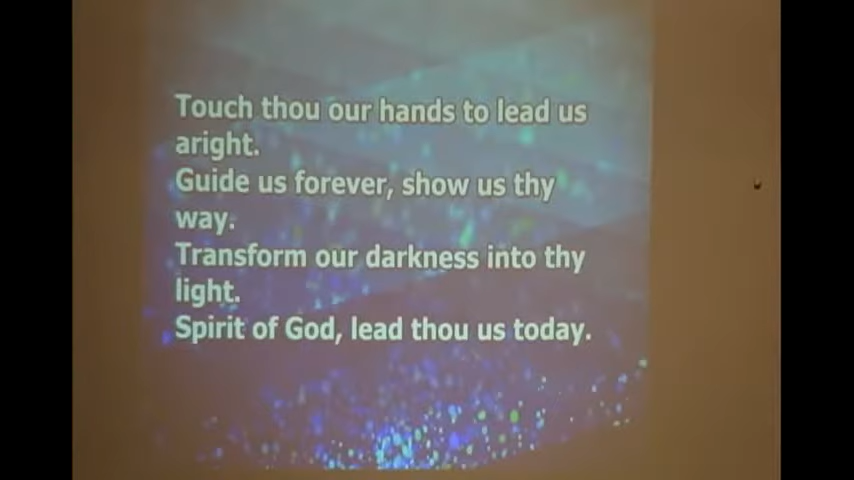 Touch thou our hands to lead us
aright.
Guide us forever, show us thy
way.
Transform our darkness into thy
light.
Spirit of God, lead thou us today.